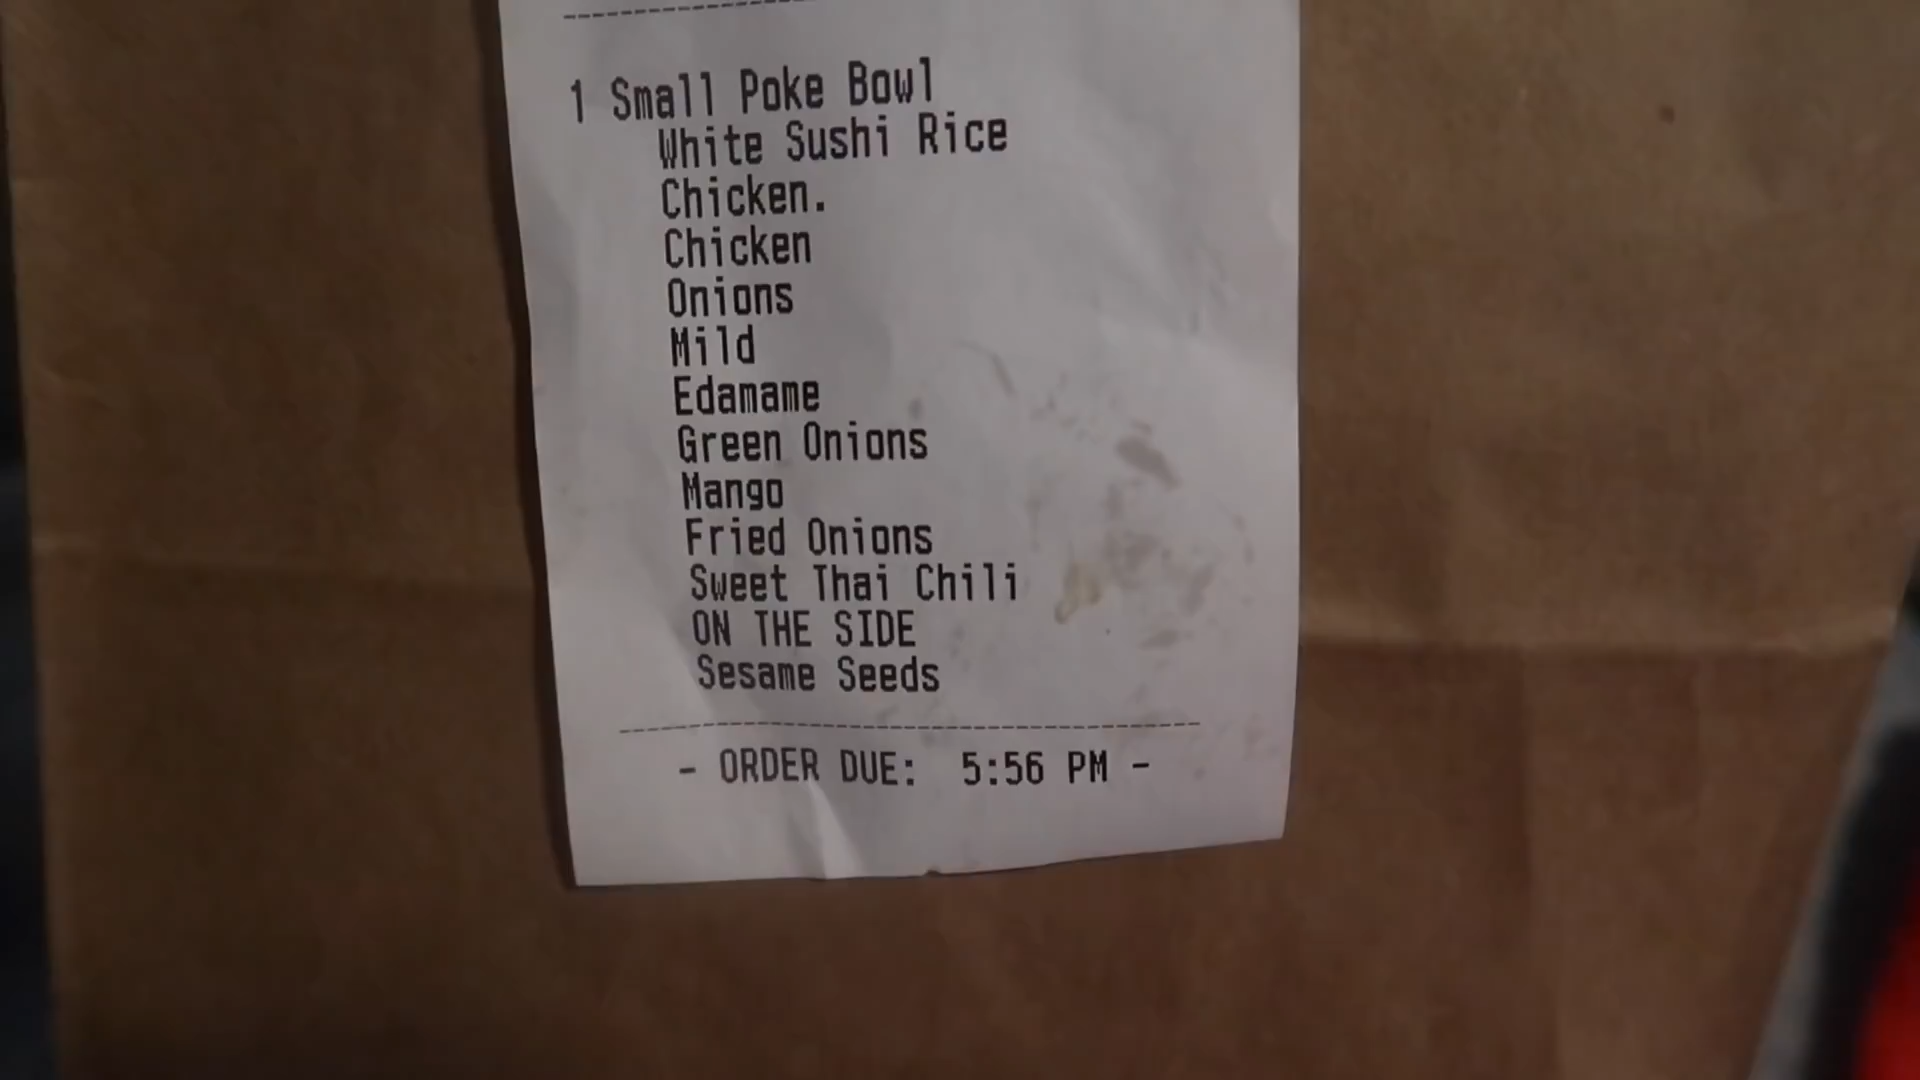 1 Small Poke Bowl
White Sushi Rice
Chicken.
Chicken
Onions
Mild
Edamame
Green Onions
Mango
Fried Onions
Sweet Thai Chili
ON THE SIDE
Sesame Seeds
- ORDER DUE: 5:56 PM -